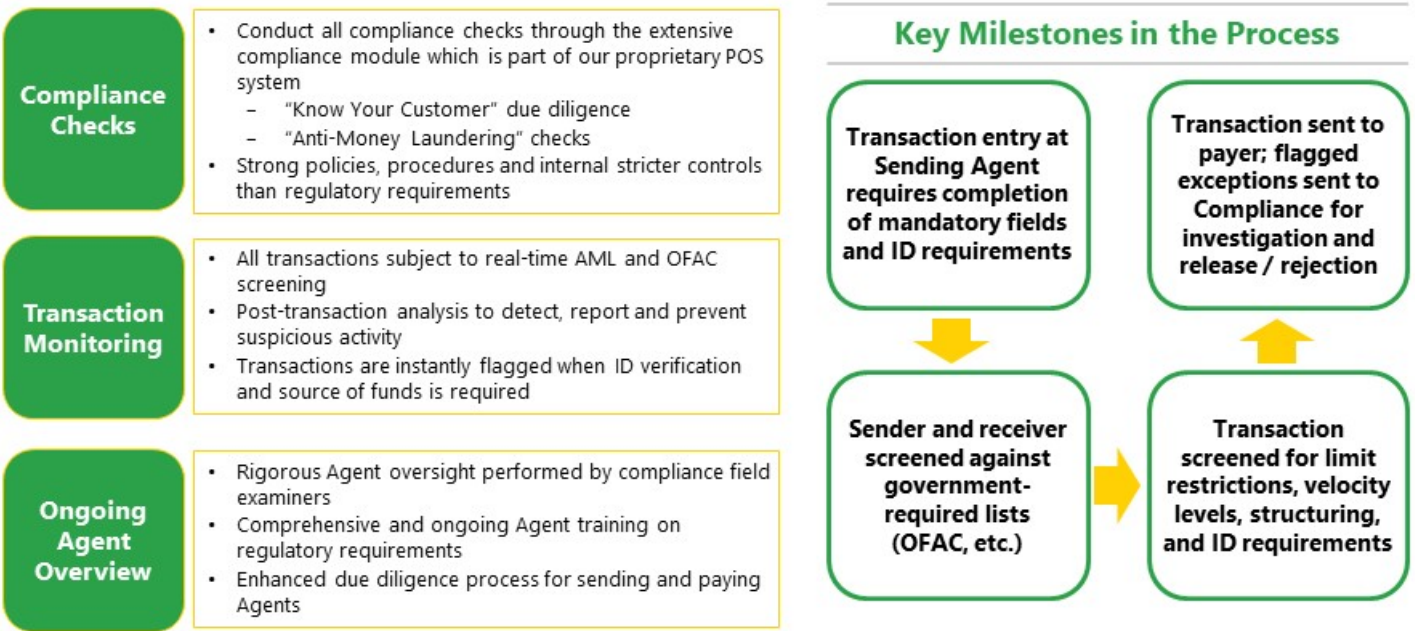 Compliance
Checks
• Conduct all compliance checks through the extensive
compliance module which is part of our proprietary POS
system
– “Know Your Customer” due diligence
– “Anti-Money Laundering” checks
• Strong policies, procedures and internal stricter controls
than regulatory requirements
Transaction
Monitoring
• All transactions subject to real-time AML and OFAC
screening
• Post-transaction analysis to detect, report and prevent
suspicious activity
• Transactions are instantly flagged when ID verification
and source of funds is required
Ongoing
Agent
Overview
• Rigorous Agent oversight performed by compliance field
examiners
• Comprehensive and ongoing Agent training on
regulatory requirements
• Enhanced due diligence process for sending and paying
Agents
Key Milestones in the Process
Transaction entry at
Sending Agent
requires completion
of mandatory fields
and ID requirements
Sender and receiver
screened against
government-
required lists
(OFAC, etc.)
Transaction
screened for limit
restrictions, velocity
levels, structuring,
and ID requirements
Transaction sent to
payer; flagged
exceptions sent to
Compliance for
investigation and
release / rejection